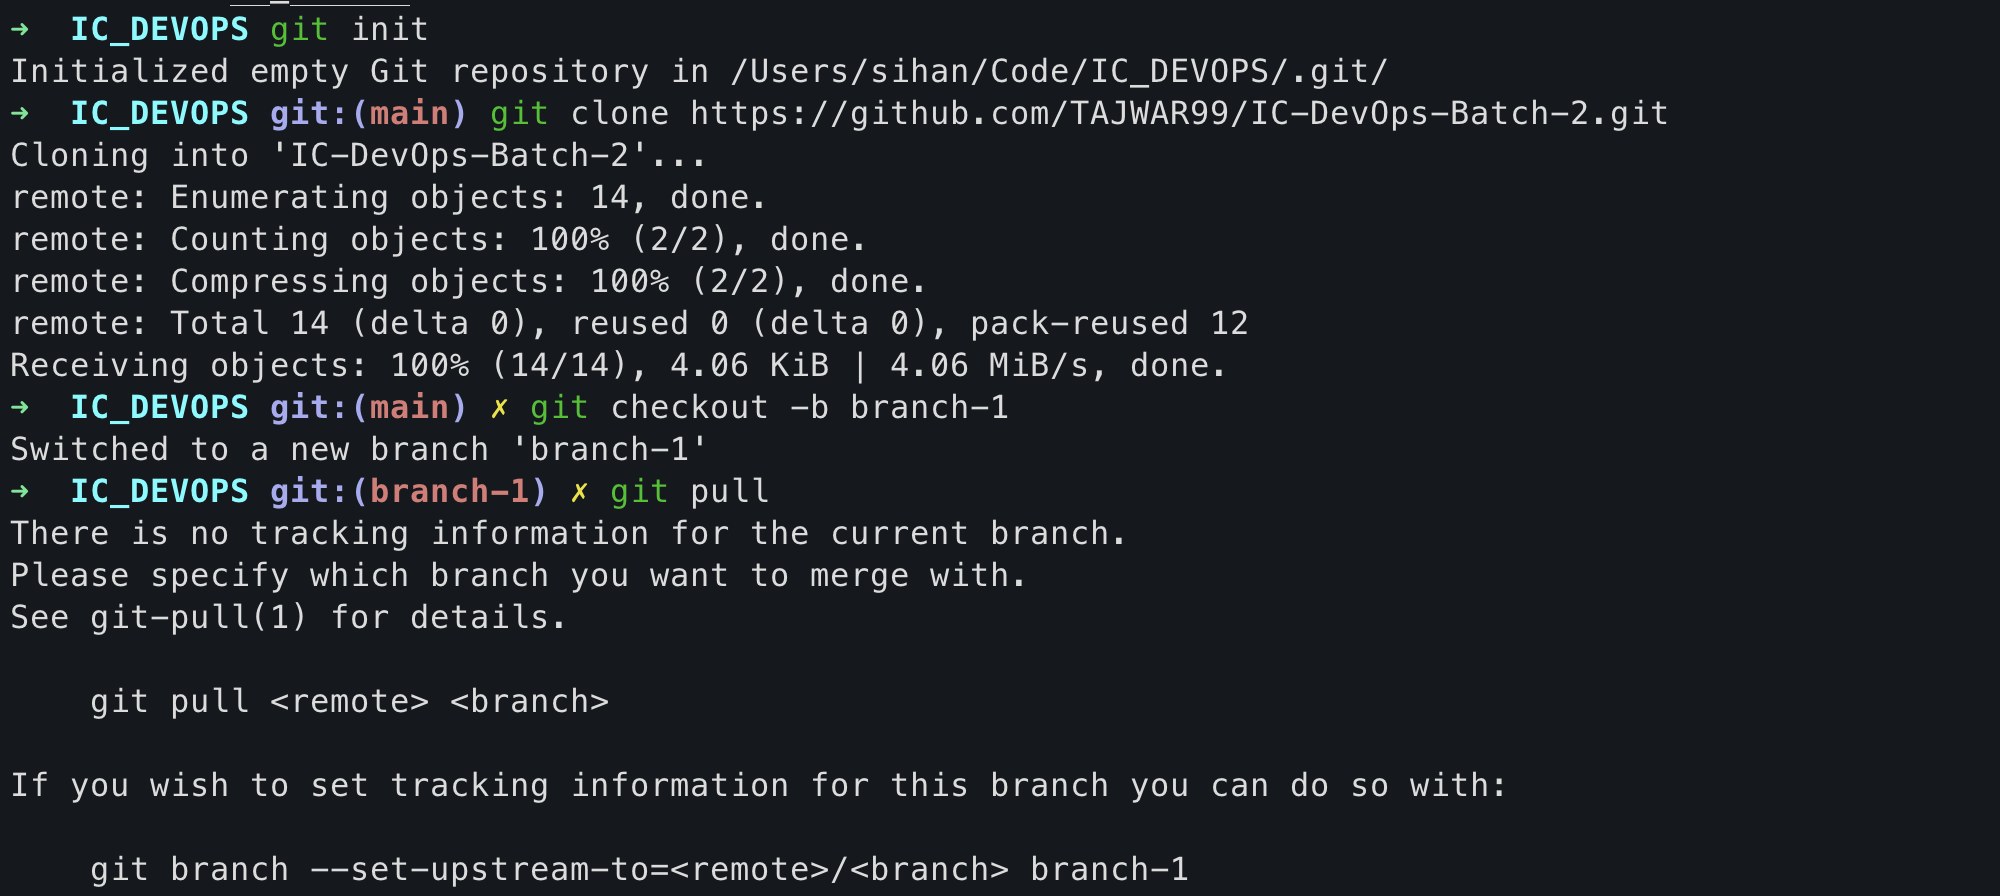 ➜  IC_DEVOPS git init
Initialized empty Git repository in /Users/sihan/Code/IC_DEVOPS/.git/
➜  IC_DEVOPS git:(main) git clone https://github.com/TAJWAR99/IC-DevOps-Batch-2.git
Cloning into 'IC-DevOps-Batch-2'...
remote: Enumerating objects: 14, done.
remote: Counting objects: 100% (2/2), done.
remote: Compressing objects: 100% (2/2), done.
remote: Total 14 (delta 0), reused 0 (delta 0), pack-reused 12
Receiving objects: 100% (14/14), 4.06 KiB | 4.06 MiB/s, done.
➜  IC_DEVOPS git:(main) ✗ git checkout -b branch-1
Switched to a new branch 'branch-1'
➜  IC_DEVOPS git:(branch-1) ✗ git pull
There is no tracking information for the current branch.
Please specify which branch you want to merge with.
See git-pull(1) for details.

    git pull <remote> <branch>

If you wish to set tracking information for this branch you can do so with:

    git branch --set-upstream-to=<remote>/<branch> branch-1